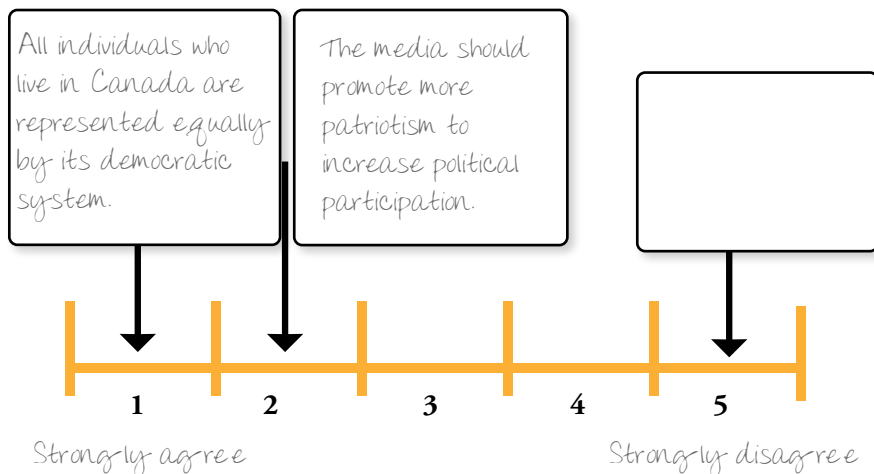 All individuals who
live in Canada are
represented equally
by its democratic
system.
The media should
promote more
patriotism to
increase political
participation.
1 2 3 4 5
Strongly agree Strongly disagree